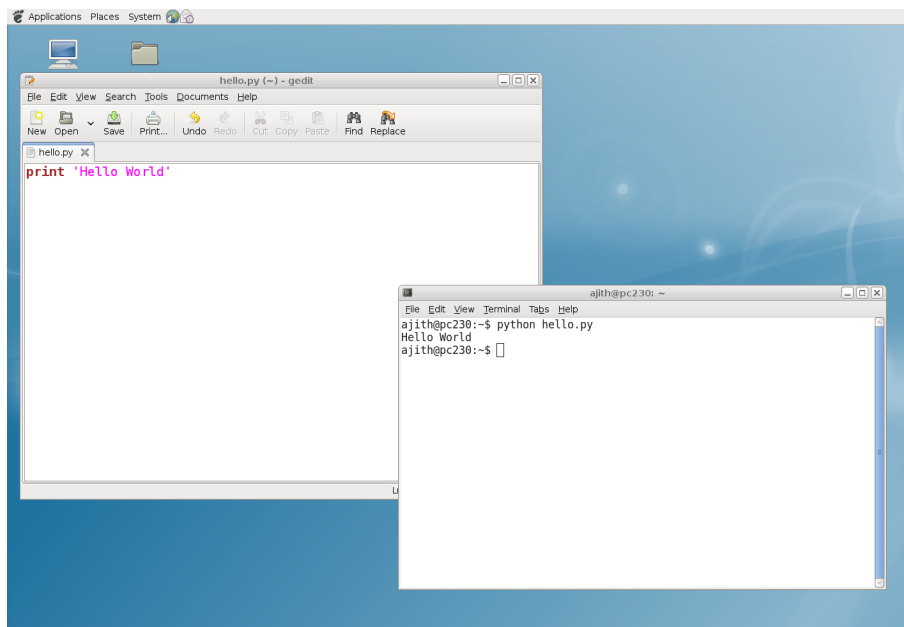 Applications Places System
hello.py (~) - gedit
File Edit View Search Tools Documents Help
New Open Save Print... Undo Redo Cut Copy Paste Find Replace
hello.py
print 'Hello World'
ajith@pc230: ~
File Edit View Terminal Tabs Help
ajith@pc230:~$ python hello.py
Hello World
ajith@pc230:~$